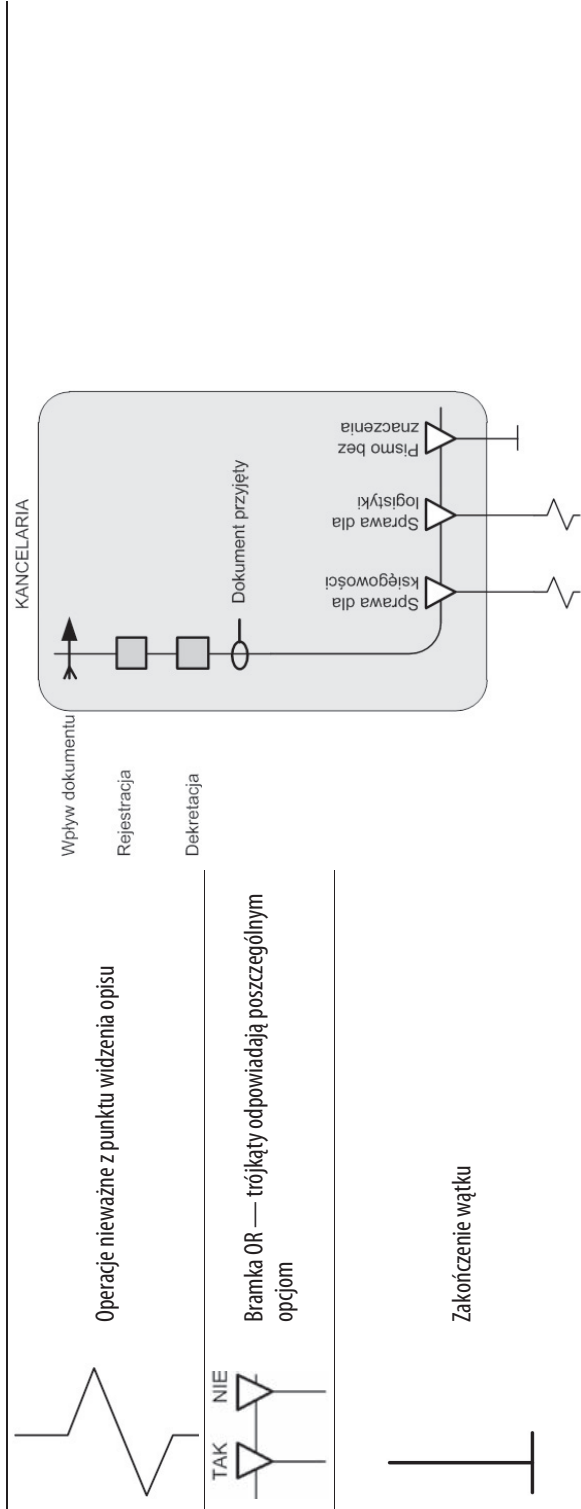 Operacje nieważne z punktu widzenia opisu
TAK
NIE
Bramka OR — trójkąty odpowiadają poszczególnym
opcjom
Zakończenie wątku
KANCELARIA
Wpływ dokumentu
Rejestracja
Dekretacja
Dokument przyjęty
Sprawa dla
księgowości
Sprawa dla
logistyki
Pismo bez
znaczenia